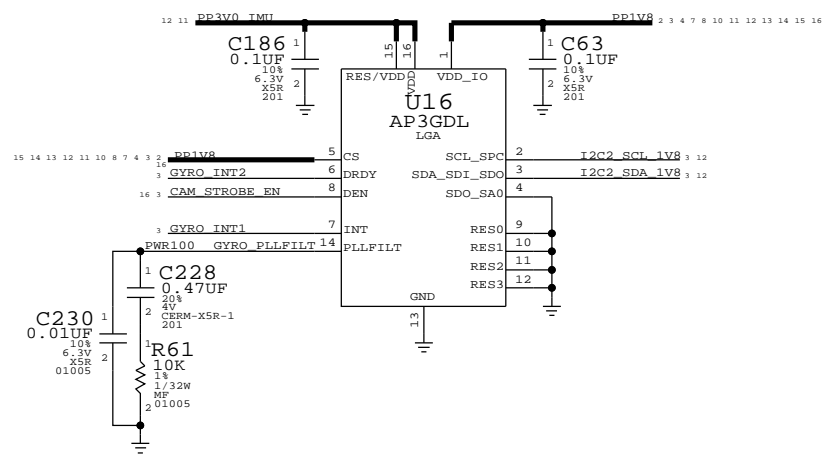 12 11 PP3V0_IMU
PP1V8 2 3 4 7 8 10 11 12 13 14 15 16
C186
0.1UF
10%
6.3V
X5R
201
1
2
15
16
1
C63
0.1UF
10%
6.3V
X5R
201
1
2
RES/VDD
VDD
VDD_IO
U16
AP3GDL
LGA
15 14 13 12 11 10 8 7 4 3 2 PP1V8 5 CS
16
SCL_SPC 2 I2C2_SCL_1V8 3 12
3 GYRO_INT2 6 DRDY
SDA_SDI_SDO 3 I2C2_SDA_1V8 3 12
16 3 CAM_STROBE_EN 8 DEN
SDO_SA0 4
3 GYRO_INT1 7 INT
RES0 9
PWR100 GYRO_PLLFILT 14 PLLFILT
RES1 10
RES2 11
RES3 12
GND
13
1 C228
0.47UF
20%
4V
2 CERM-X5R-1
201
C230 1
0.01UF
10%
6.3V
X5R 2
01005
1 R61
10K
1%
1/32W
MF
2 01005